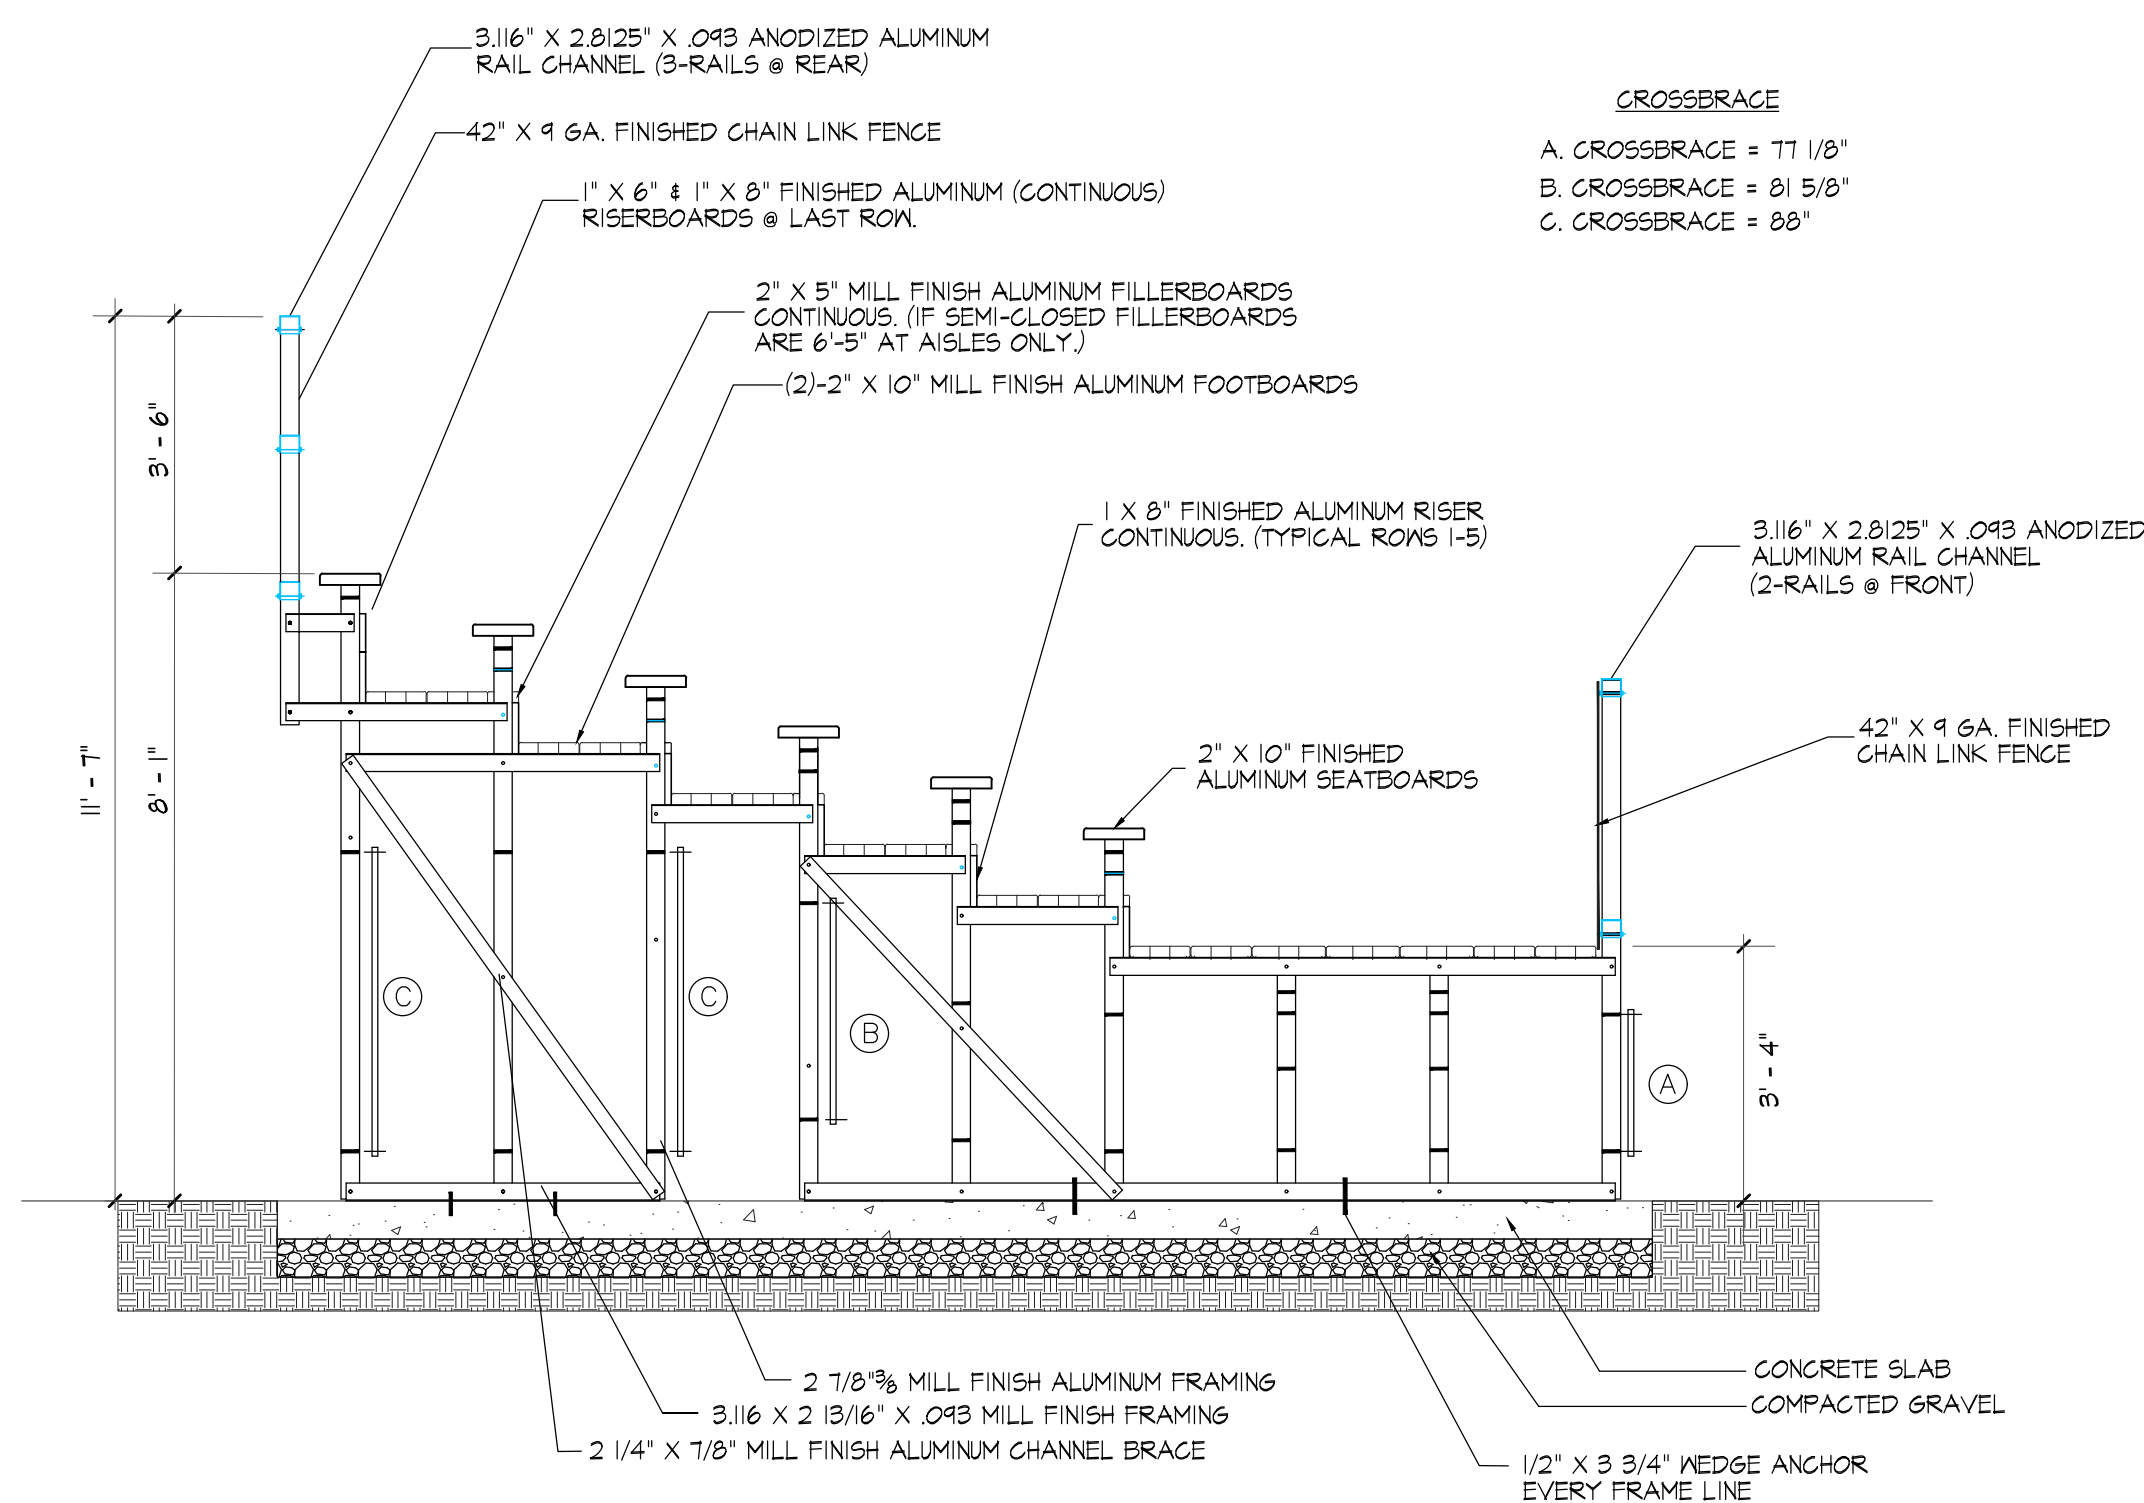 3.116" X 2.8125" X .093 ANODIZED ALUMINUM
RAIL CHANNEL (3-RAILS @ REAR)
42" X 9 GA. FINISHED CHAIN LINK FENCE
1" X 6" & 1" X 8" FINISHED ALUMINUM (CONTINUOUS)
RISERBOARDS @ LAST ROW.
2" X 5" MILL FINISH ALUMINUM FILLERBOARDS
CONTINUOUS. (IF SEMI-CLOSED FILLERBOARDS
ARE 6'-5" AT AISLES ONLY.)
(2)-2" X 10" MILL FINISH ALUMINUM FOOTBOARDS
CROSSBRACE
A. CROSSBRACE = 77 1/8"
B. CROSSBRACE = 81 5/8"
C. CROSSBRACE = 88"
1 X 8" FINISHED ALUMINUM RISER
CONTINUOUS. (TYPICAL ROWS 1-5)
3.116" X 2.8125" X .093 ANODIZED
ALUMINUM RAIL CHANNEL
(2-RAILS @ FRONT)
42" X 9 GA. FINISHED
CHAIN LINK FENCE
2" X 10" FINISHED
ALUMINUM SEATBOARDS
3' - 6"
11' - 7"
8' - 1"
C
C
B
A
3' - 4"
2 7/8"⅜ MILL FINISH ALUMINUM FRAMING
3.116 X 2 13/16" X .093 MILL FINISH FRAMING
2 1/4" X 7/8" MILL FINISH ALUMINUM CHANNEL BRACE
CONCRETE SLAB
COMPACTED GRAVEL
1/2" X 3 3/4" WEDGE ANCHOR
EVERY FRAME LINE